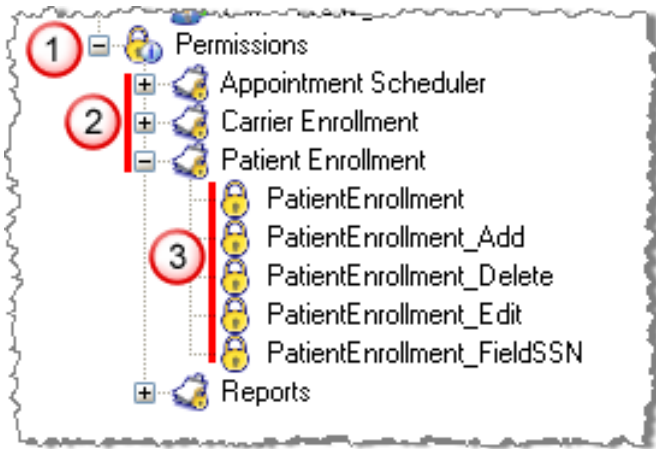 1 Permissions
Appointment Scheduler
2 Carrier Enrollment
Patient Enrollment
PatientEnrollment
PatientEnrollment_Add
3 PatientEnrollment_Delete
PatientEnrollment_Edit
PatientEnrollment_FieldSSN
Reports